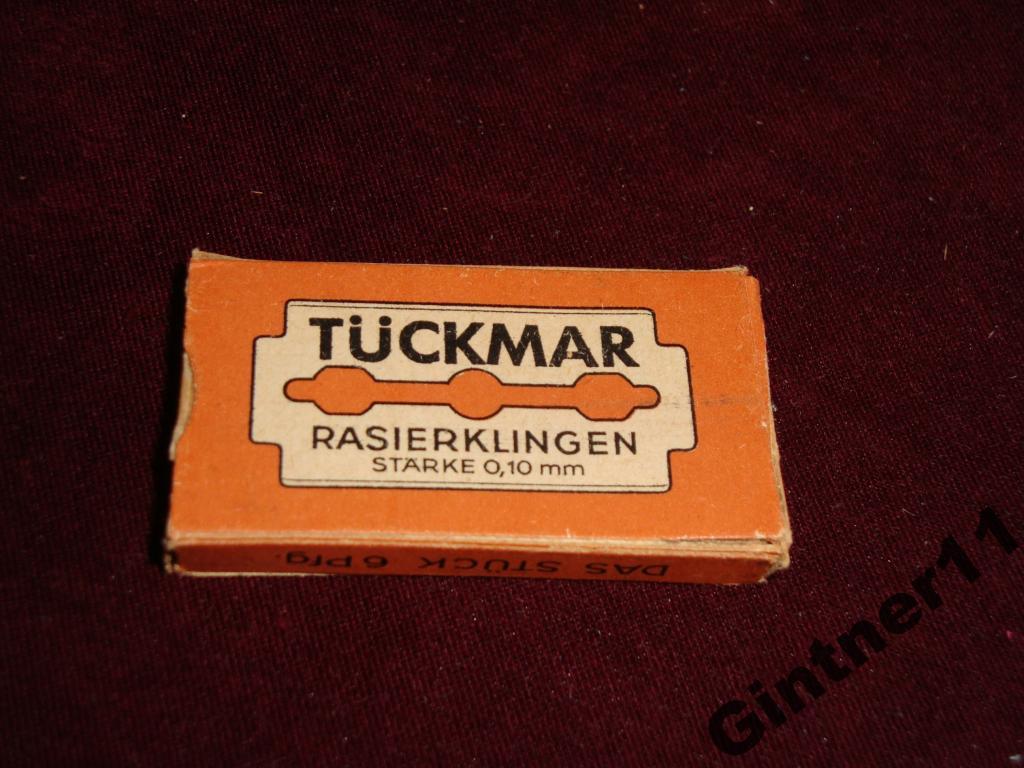 TÜCKMAR
RASIERKLINGEN
STÄRKE 0,10 mm
DAS STÜCK 6 Pfg.
Gintner11